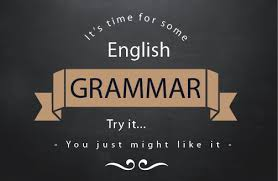 It's time for some
English
GRAMMAR
Try it...
- You just might like it -